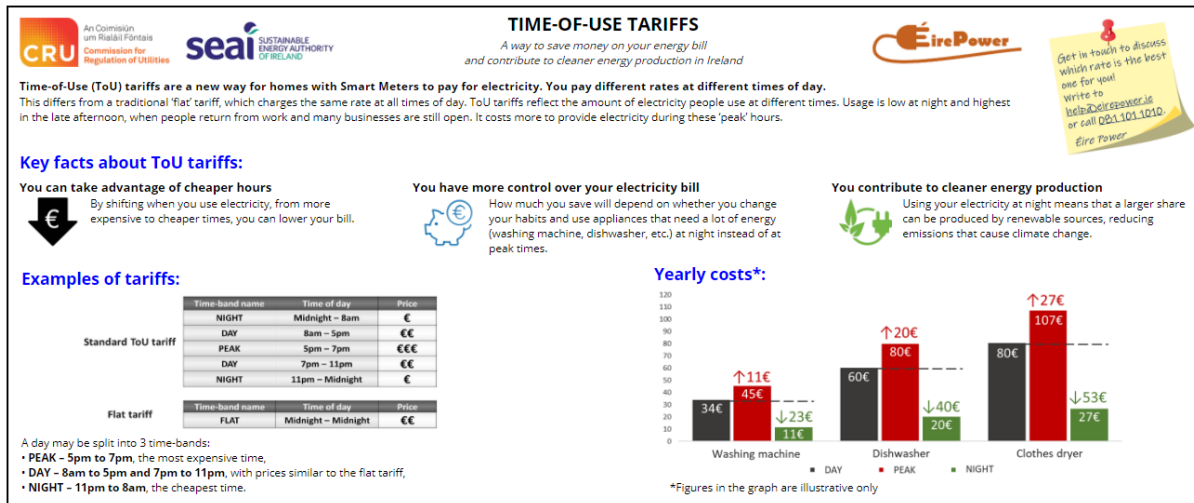 CRU
An Coimisiún
um Rialáil Fóntais
Commission for
Regulation of Utilities
seai
SUSTAINABLE
ENERGY AUTHORITY
OF IRELAND
TIME-OF-USE TARIFFS
A way to save money on your energy bill
and contribute to cleaner energy production in Ireland
ÉirePower
Get in touch to discuss
which rate is the best
one for you!
Write to
help@eirepower.ie
or call 081 101 1010.
Éire Power
Time-of-Use (ToU) tariffs are a new way for homes with Smart Meters to pay for electricity. You pay different rates at different times of day.
This differs from a traditional 'flat' tariff, which charges the same rate at all times of day. ToU tariffs reflect the amount of electricity people use at different times. Usage is low at night and highest
in the late afternoon, when people return from work and many businesses are still open. It costs more to provide electricity during these 'peak' hours.
Key facts about ToU tariffs:
You can take advantage of cheaper hours
€
By shifting when you use electricity, from more
expensive to cheaper times, you can lower your bill.
You have more control over your electricity bill
€
How much you save will depend on whether you change
your habits and use appliances that need a lot of energy
(washing machine, dishwasher, etc.) at night instead of at
peak times.
You contribute to cleaner energy production
Using your electricity at night means that a larger share
can be produced by renewable sources, reducing
emissions that cause climate change.
Examples of tariffs:
Standard ToU tariff
Time-band name Time of day Price
NIGHT Midnight – 8am €
DAY 8am – 5pm €€
PEAK 5pm – 7pm €€€
DAY 7pm – 11pm €€
NIGHT 11pm – Midnight €
Flat tariff
Time-band name Time of day Price
FLAT Midnight – Midnight €€
A day may be split into 3 time-bands:
• PEAK – 5pm to 7pm, the most expensive time,
• DAY – 8am to 5pm and 7pm to 11pm, with prices similar to the flat tariff,
• NIGHT – 11pm to 8am, the cheapest time.
Yearly costs*:
120
110
100
90
80
70
60
50
40
30
20
10
0
34€
↑11€
45€
↓23€
11€
60€
↑20€
80€
↓40€
20€
80€
↑27€
107€
↓53€
27€
Washing machine Dishwasher Clothes dryer
DAY PEAK NIGHT
*Figures in the graph are illustrative only